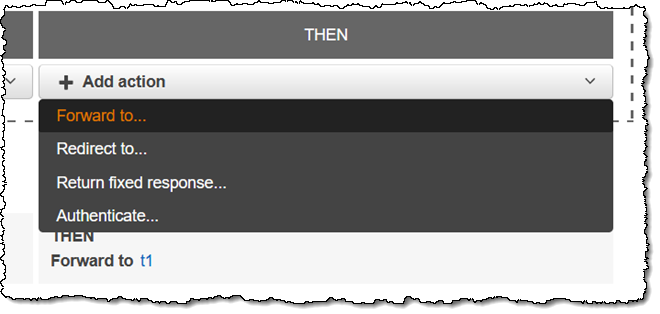 THEN
Add action
Forward to...
Redirect to...
Return fixed response...
Authenticate...
THEN
Forward to t1